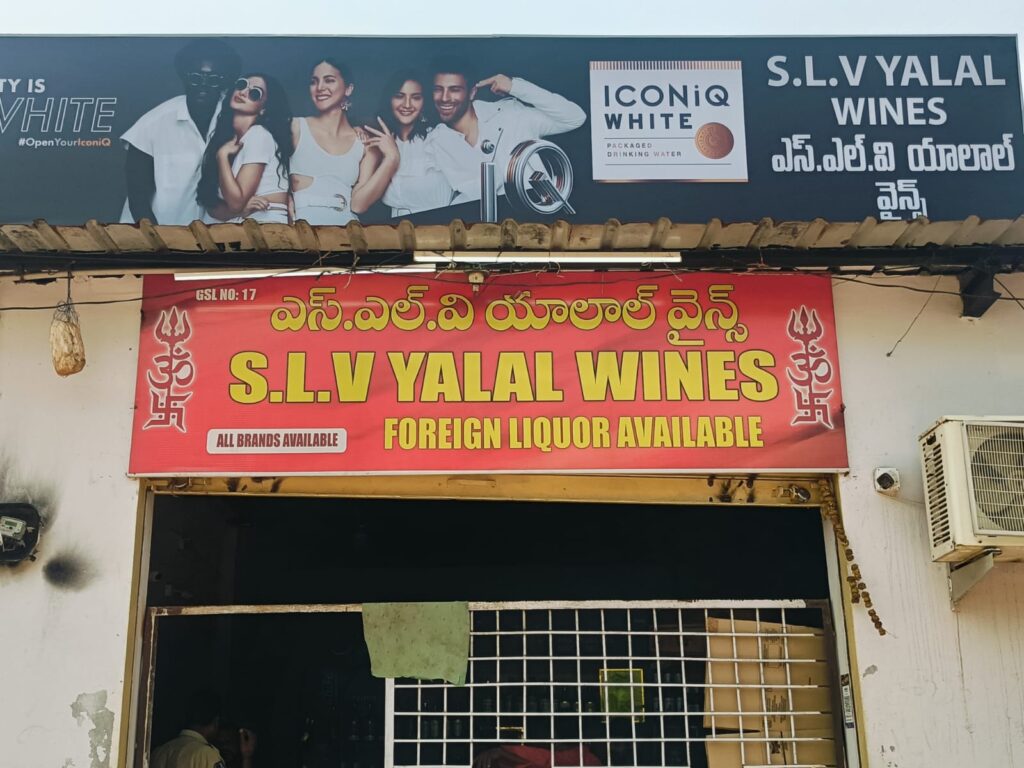 TY IS
WHITE
#OpenYourIconiQ
ICONiQ
WHITE
PACKAGED
DRINKING WATER
S.L.V YALAL
WINES
ఎస్.ఎల్.వి యాలాల్
వైన్స్
GSL NO: 17
ఎస్.ఎల్.వి యాలాల్ వైన్స్
S.L.V YALAL WINES
ALL BRANDS AVAILABLE
FOREIGN LIQUOR AVAILABLE